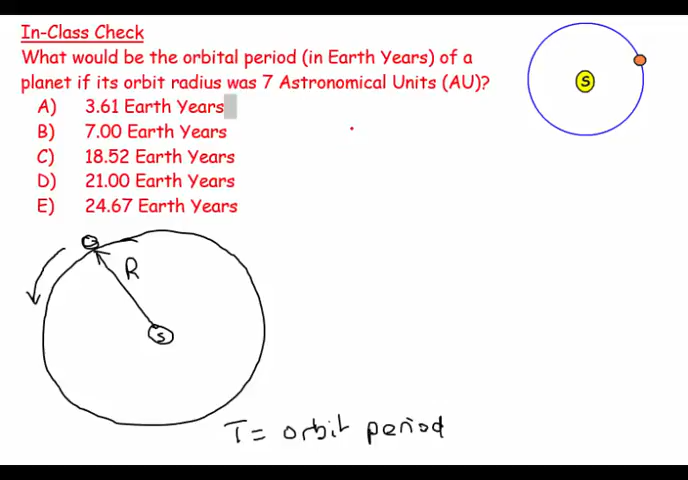 In-Class Check
What would be the orbital period (in Earth Years) of a
planet if its orbit radius was 7 Astronomical Units (AU)?
A) 3.61 Earth Years
B) 7.00 Earth Years
C) 18.52 Earth Years
D) 21.00 Earth Years
E) 24.67 Earth Years
S
R
S
T = orbit period